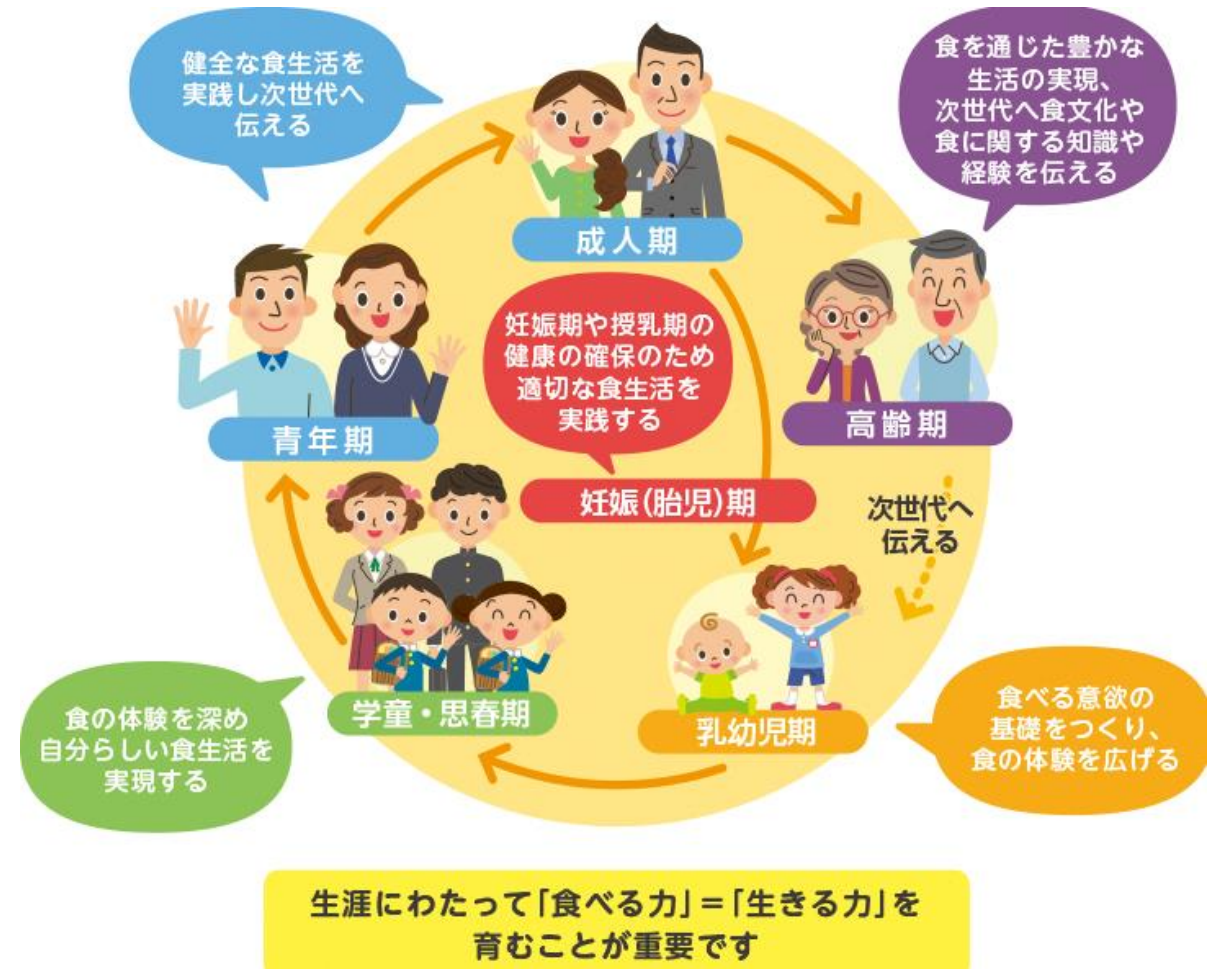 健全な食生活を
実践し次世代へ
伝える
食を通じた豊かな
生活の実現、
次世代へ食文化や
食に関する知識や
経験を伝える
成人期
妊娠期や授乳期の
健康の確保のため
適切な食生活を
実践する
青年期
高齢期
妊娠(胎児)期
次世代へ
伝える
食の体験を深め
自分らしい食生活を
実現する
学童・思春期
乳幼児期
食べる意欲の
基礎をつくり、
食の体験を広げる
生涯にわたって「食べる力」=「生きる力」を
育むことが重要です